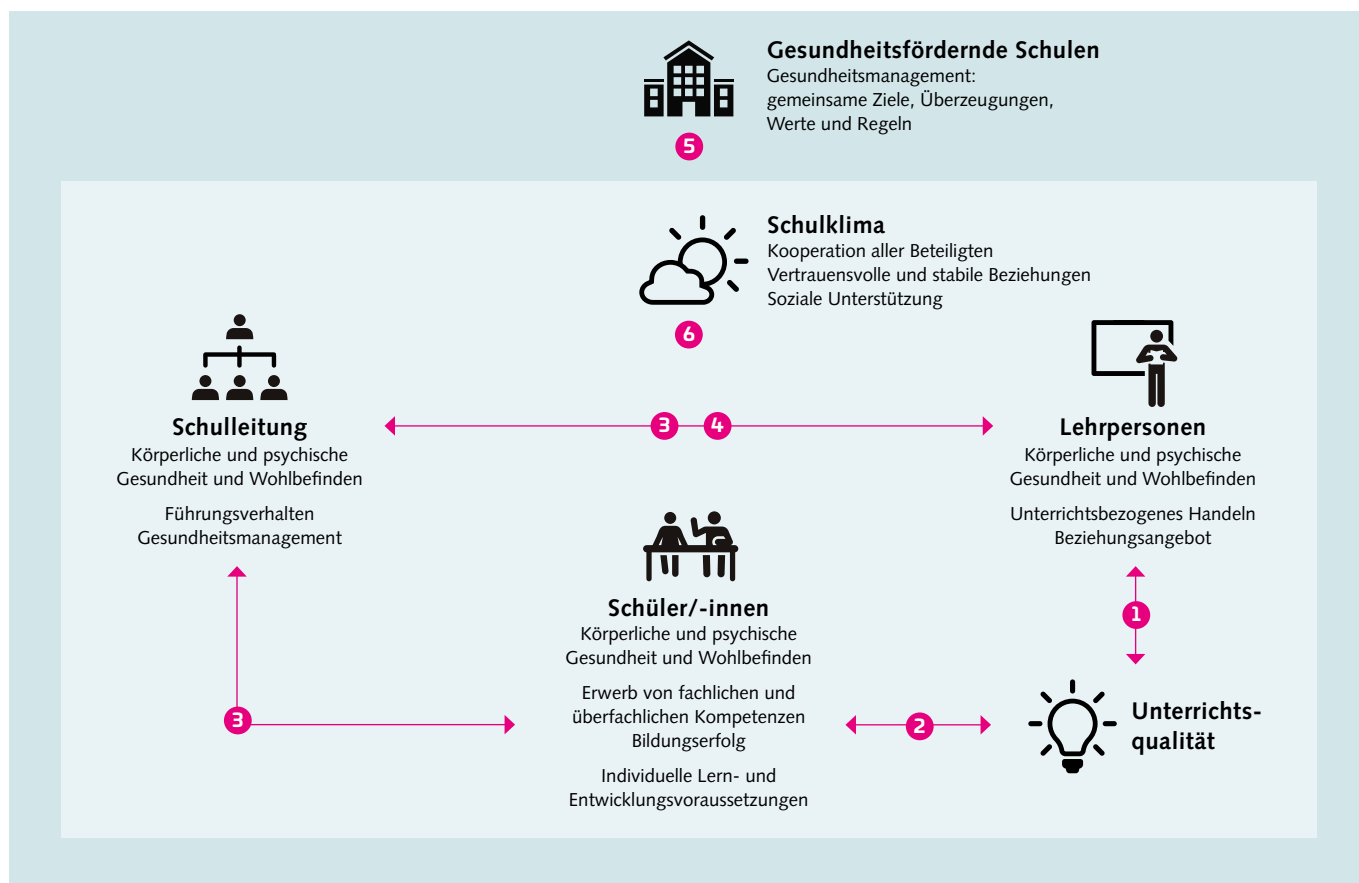 Gesundheitsfördernde Schulen
Gesundheitsmanagement:
gemeinsame Ziele, Überzeugungen,
Werte und Regeln
5
Schulklima
Kooperation aller Beteiligten
Vertrauensvolle und stabile Beziehungen
Soziale Unterstützung
6
Schulleitung
Körperliche und psychische
Gesundheit und Wohlbefinden
Führungsverhalten
Gesundheitsmanagement
3 4
Lehrpersonen
Körperliche und psychische
Gesundheit und Wohlbefinden
Unterrichtsbezogenes Handeln
Beziehungsangebot
1
Schüler/-innen
Körperliche und psychische
Gesundheit und Wohlbefinden
Erwerb von fachlichen und
überfachlichen Kompetenzen
Bildungserfolg
Individuelle Lern- und
Entwicklungsvoraussetzungen
3
2
Unterrichts-
qualität